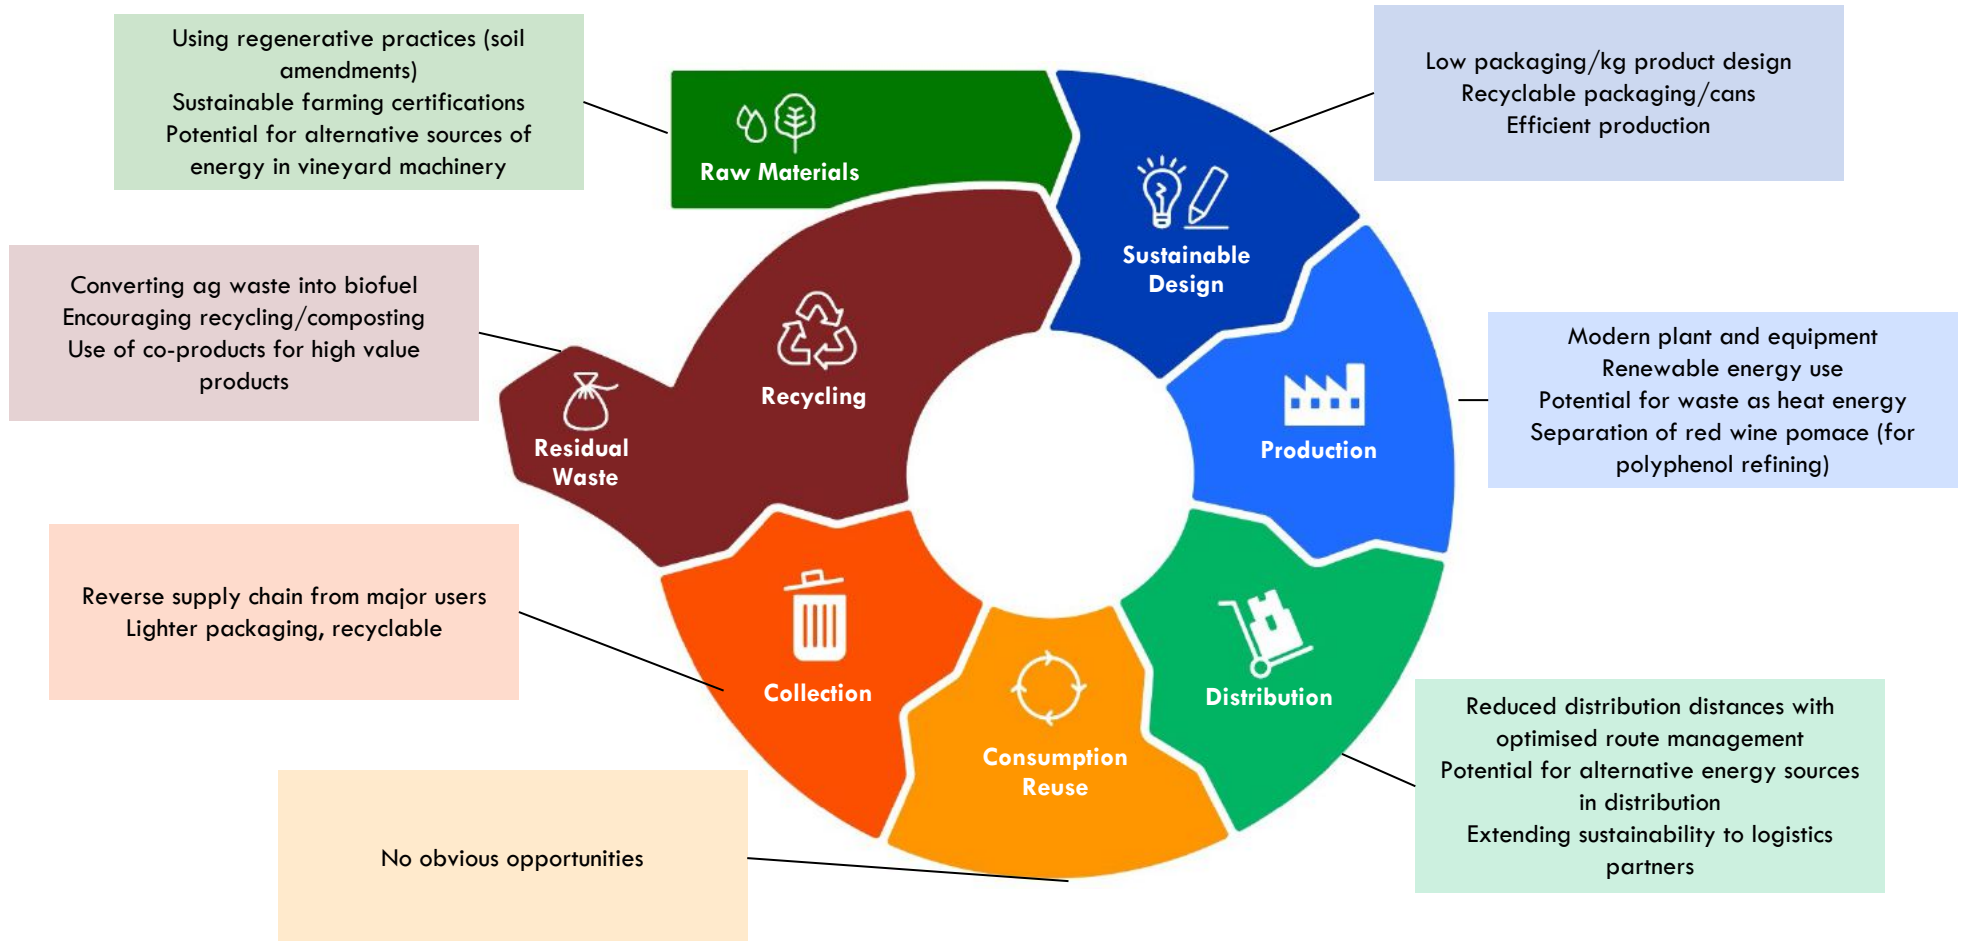 Using regenerative practices (soil
amendments)
Sustainable farming certifications
Potential for alternative sources of
energy in vineyard machinery
Raw Materials
Low packaging/kg product design
Recyclable packaging/cans
Efficient production
Sustainable
Design
Converting ag waste into biofuel
Encouraging recycling/composting
Use of co-products for high value
products
Recycling
Residual
Waste
Modern plant and equipment
Renewable energy use
Potential for waste as heat energy
Separation of red wine pomace (for
polyphenol refining)
Production
Reverse supply chain from major users
Lighter packaging, recyclable
Collection
Distribution
Reduced distribution distances with
optimised route management
Potential for alternative energy sources
in distribution
Extending sustainability to logistics
partners
Consumption
Reuse
No obvious opportunities